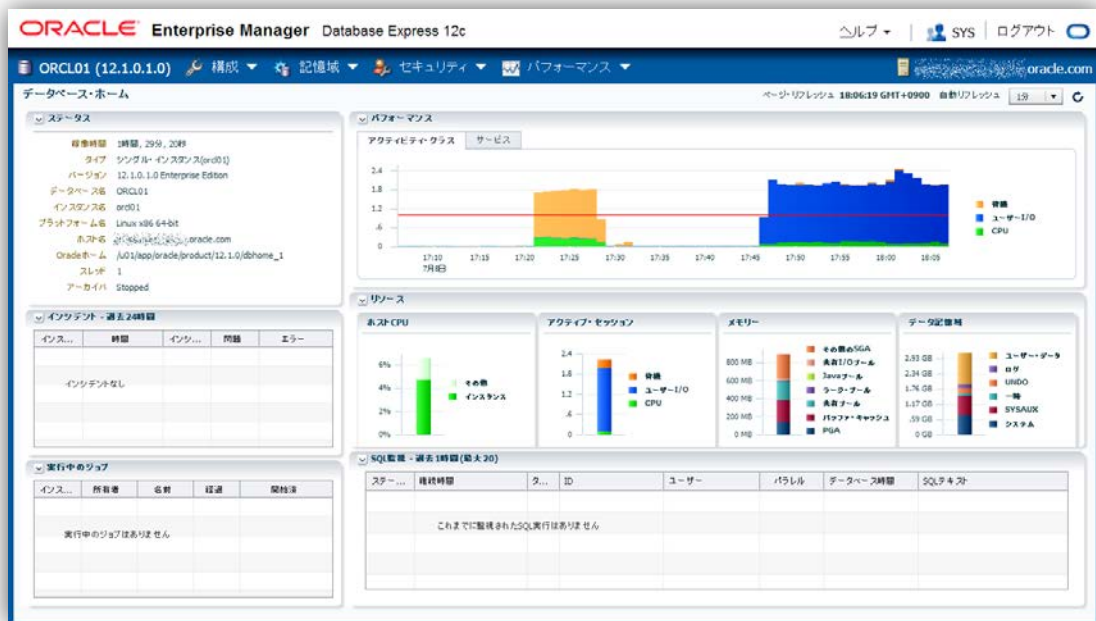 ORACLE Enterprise Manager Database Express 12c
ヘルプ SYS ログアウト
ORCL01 (12.1.0.1.0) 構成 記憶域 セキュリティ パフォーマンス oracle.com
データベース・ホーム
ページ・リフレッシュ 18:06:19 GMT+0900 自動リフレッシュ 1分
ステータス
稼働時間 1時間, 29分, 20秒
タイプ シングル・インスタンス(orcl01)
バージョン 12.1.0.1.0 Enterprise Edition
データベース名 ORCL01
インスタンス名 orcl01
プラットフォーム名 Linux x86 64-bit
ホスト名 .oracle.com
Oracleホーム /u01/app/oracle/product/12.1.0/dbhome_1
スレッド 1
アーカイバ Stopped
パフォーマンス
アクティビティ・クラス サービス
2.4
1.8
1.2
.6
0
17:10 17:15 17:20 17:25 17:30 17:35 17:40 17:45 17:50 17:55 18:00 18:05
7月8日
待機
ユーザーI/O
CPU
インシデント - 過去24時間
インス... 時間 インシ... 問題 エラー
インシデントなし
リソース
ホストCPU
6%
4%
2%
0%
その他
インスタンス
アクティブ・セッション
2.4
1.8
1.2
.6
0
待機
ユーザーI/O
CPU
メモリー
800 MB
600 MB
400 MB
200 MB
0 MB
その他のSGA
共有I/Oプール
Javaプール
ラージ・プール
共有プール
バッファ・キャッシュ
PGA
データ記憶域
2.93 GB
2.34 GB
1.76 GB
1.17 GB
.59 GB
0 GB
ユーザー・データ
ログ
UNDO
一時
SYSAUX
システム
実行中のジョブ
インス... 所有者 名前 経過 開始済
実行中のジョブはありません
SQL監視 - 過去1時間(最大20)
ステー... 継続時間 タ... ID ユーザー パラレル データベース時間 SQLテキスト
これまでに監視されたSQL実行はありません